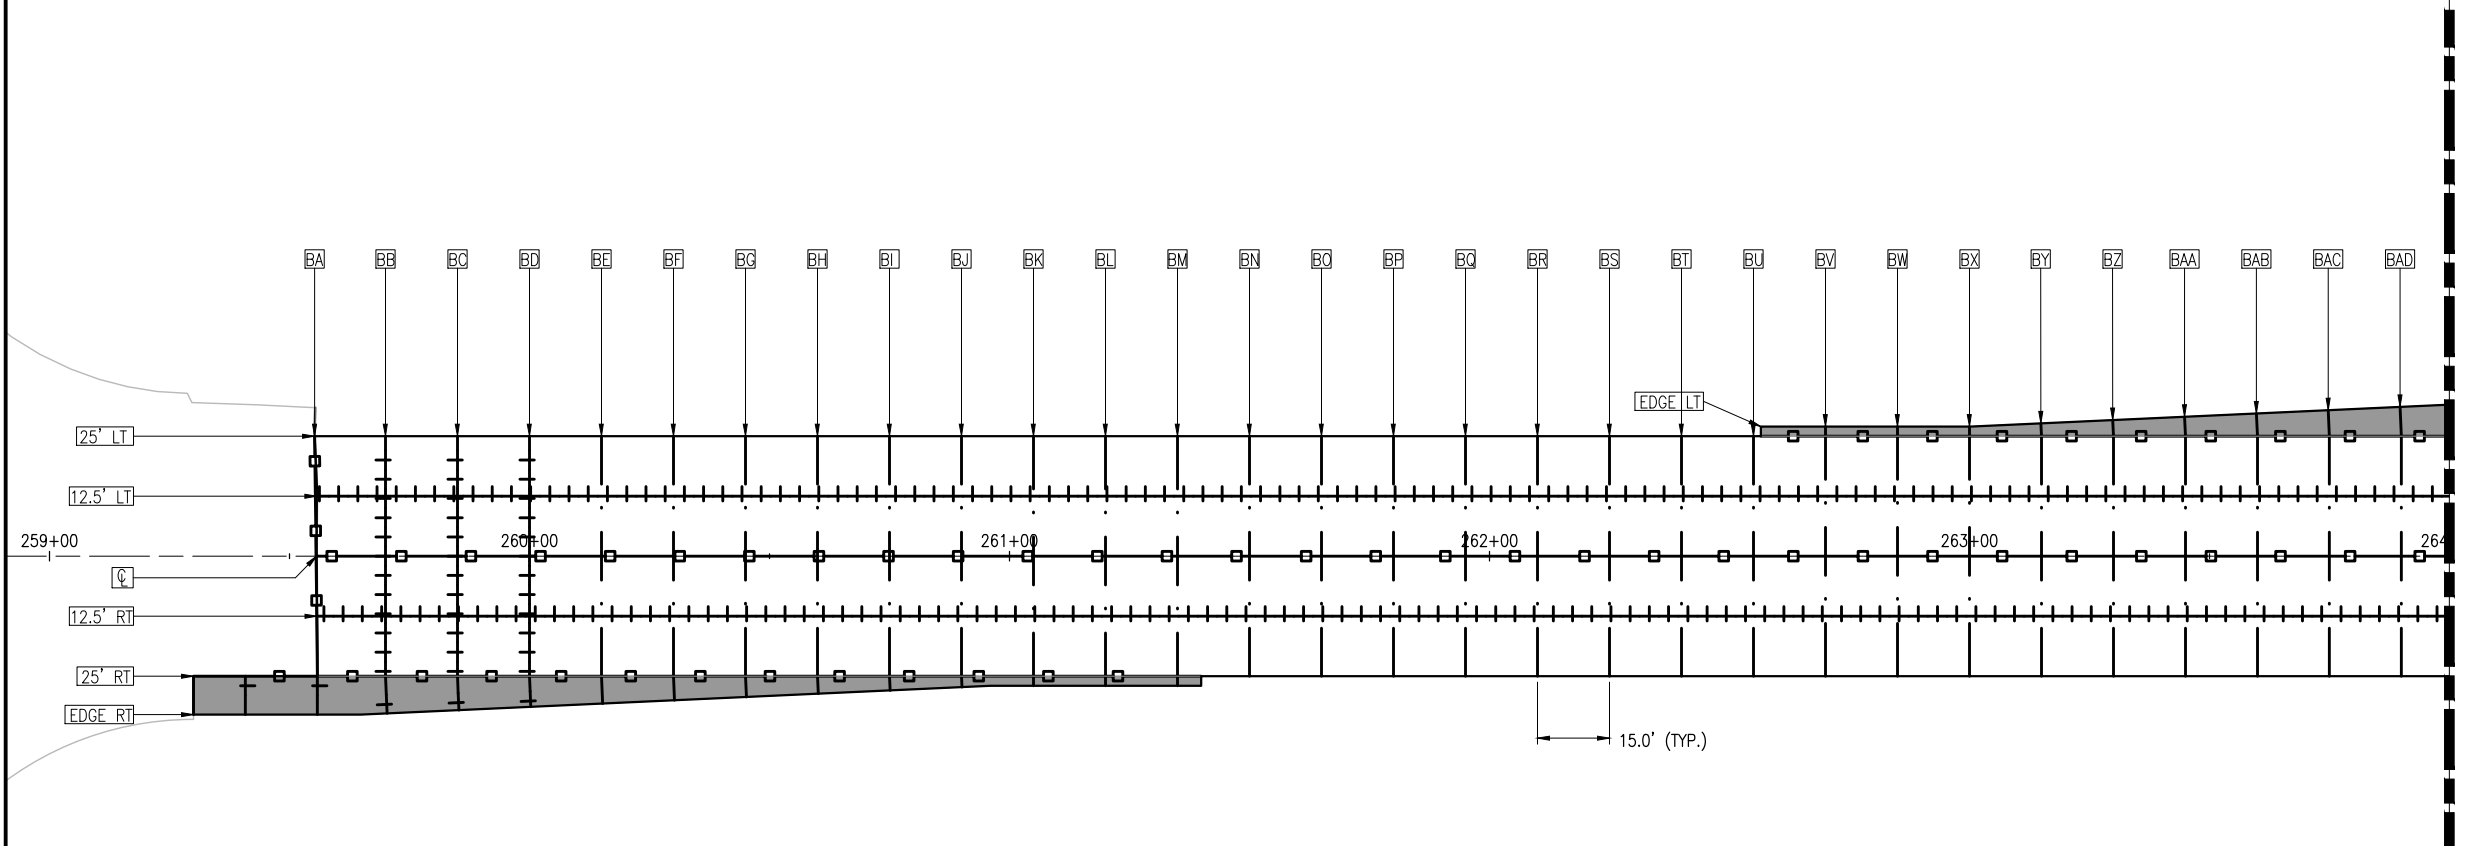 BA BB BC BD BE BF BG BH BI BJ BK BL BM BN BO BP BQ BR BS BT BU BV BW BX BY BZ BAA BAB BAC BAD
EDGE LT
25' LT
12.5' LT
259+00 260+00 261+00 262+00 263+00 264
℄
12.5' RT
25' RT
EDGE RT
15.0' (TYP.)